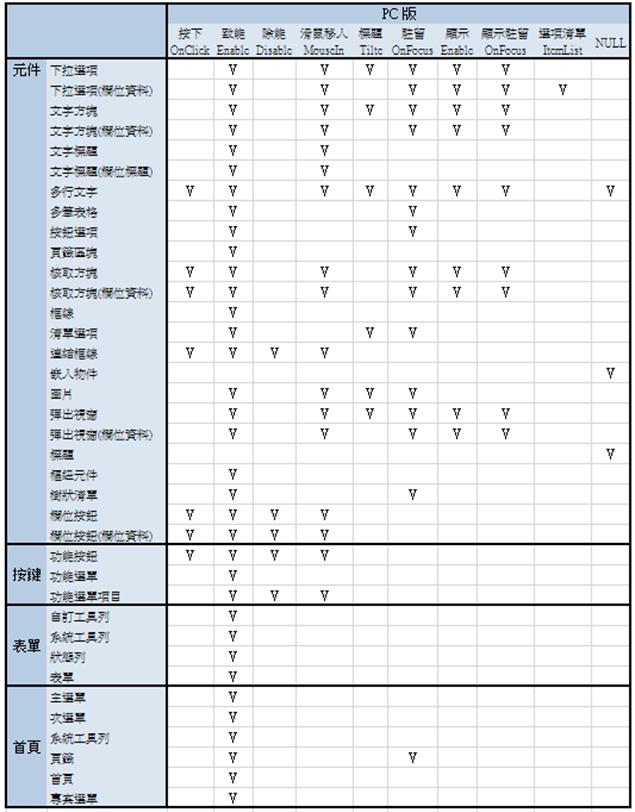 PC 版
按下 致能 除能 滑鼠移入 標題 駐留 顯示 顯示駐留 選項清單 NULL
OnClick Enable Disable MouseIn Tilte OnFocus Enable OnFocus ItemList
元件 下拉選項 V V V V V V
下拉選項(欄位資料) V V V V V V
文字方塊 V V V V V V
文字方塊(欄位資料) V V V V V
文字標題 V V
文字標題(欄位標題) V V
多行文字 V V V V V V V V
多筆表格 V V
按鈕選項 V V
頁籤區塊 V
核取方塊 V V V V V V
核取方塊(欄位資料) V V V V V V
框線 V
清單選項 V V V
連結框線 V V V V
嵌入物件 V
圖片 V V V V
彈出視窗 V V V V V V
彈出視窗(欄位資料) V V V V V
標題 V
樞紐元件 V
樹狀清單 V V
欄位按鈕 V V V V
欄位按鈕(欄位資料) V V V V
按鍵 功能按鈕 V V V V
功能選單 V
功能選單項目 V V V
表單 自訂工具列 V
系統工具列 V
狀態列 V
表單 V
首頁 主選單 V
次選單 V
系統工具列 V
頁籤 V V
首頁 V
專案選單 V